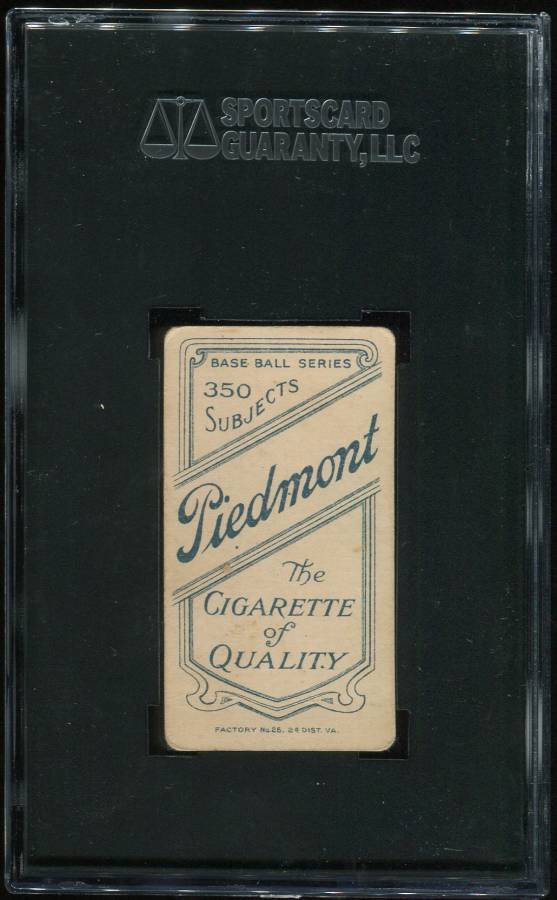 SPORTSCARD
GUARANTY, LLC
BASE BALL SERIES
350
SUBJECTS
Piedmont
The
CIGARETTE
of
QUALITY
FACTORY No 25, 2d DIST. VA.